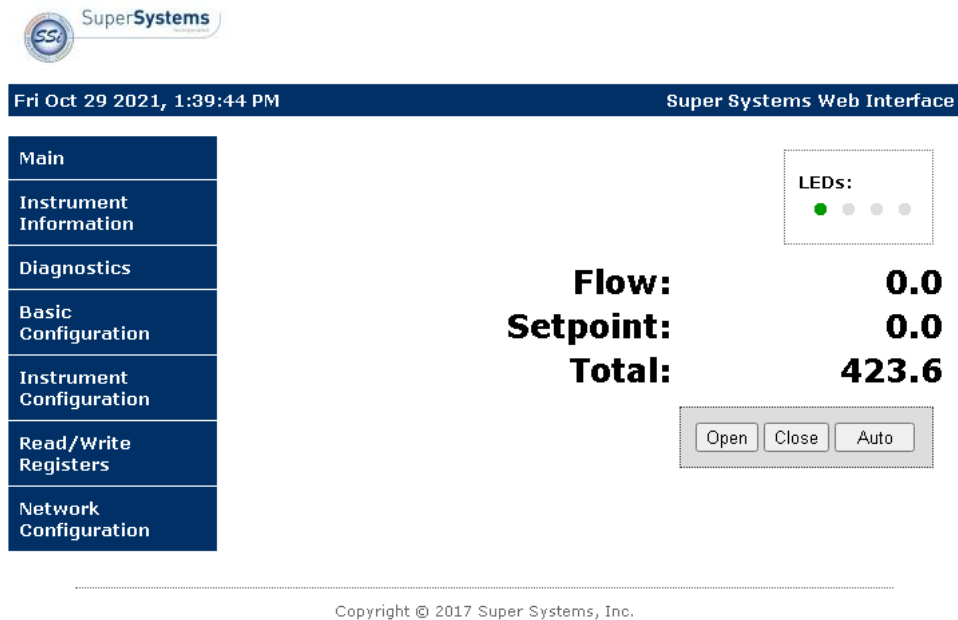 SSi SuperSystems
incorporated
Fri Oct 29 2021, 1:39:44 PM Super Systems Web Interface
Main
Instrument
Information
Diagnostics
Basic
Configuration
Instrument
Configuration
Read/Write
Registers
Network
Configuration
LEDs:
Flow: 0.0
Setpoint: 0.0
Total: 423.6
Open Close Auto
Copyright © 2017 Super Systems, Inc.